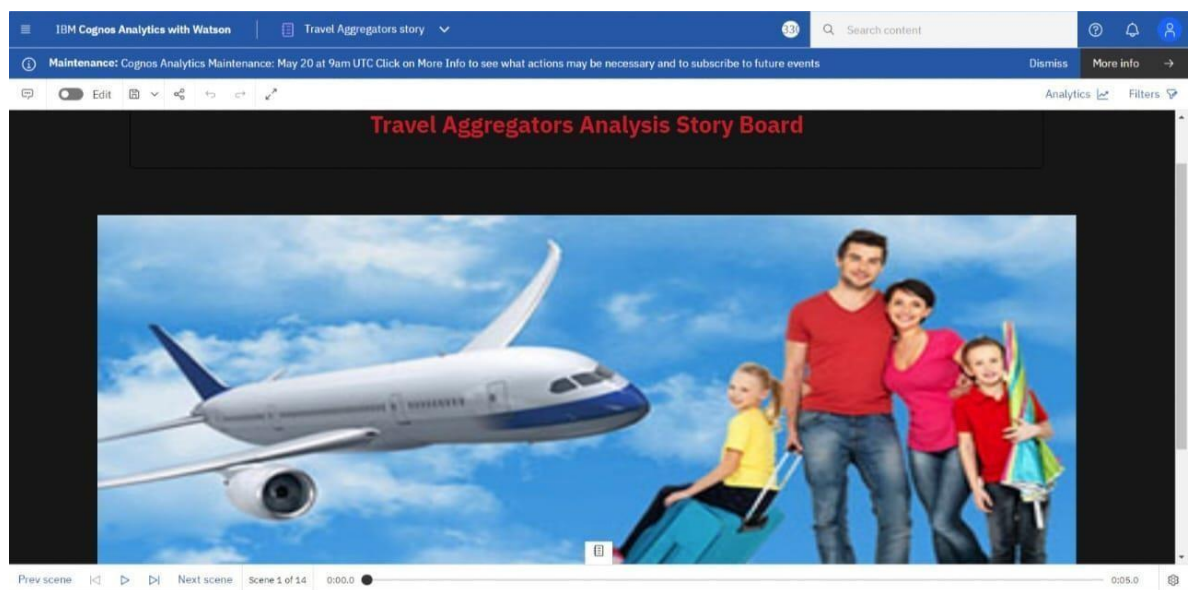 IBM Cognos Analytics with Watson
Travel Aggregators story
330
Search content
Maintenance: Cognos Analytics Maintenance: May 20 at 9am UTC Click on More Info to see what actions may be necessary and to subscribe to future events
Dismiss
More info
Edit
Analytics
Filters
Travel Aggregators Analysis Story Board
Prev scene
Next scene
Scene 1 of 14
0:00.0
0:05.0